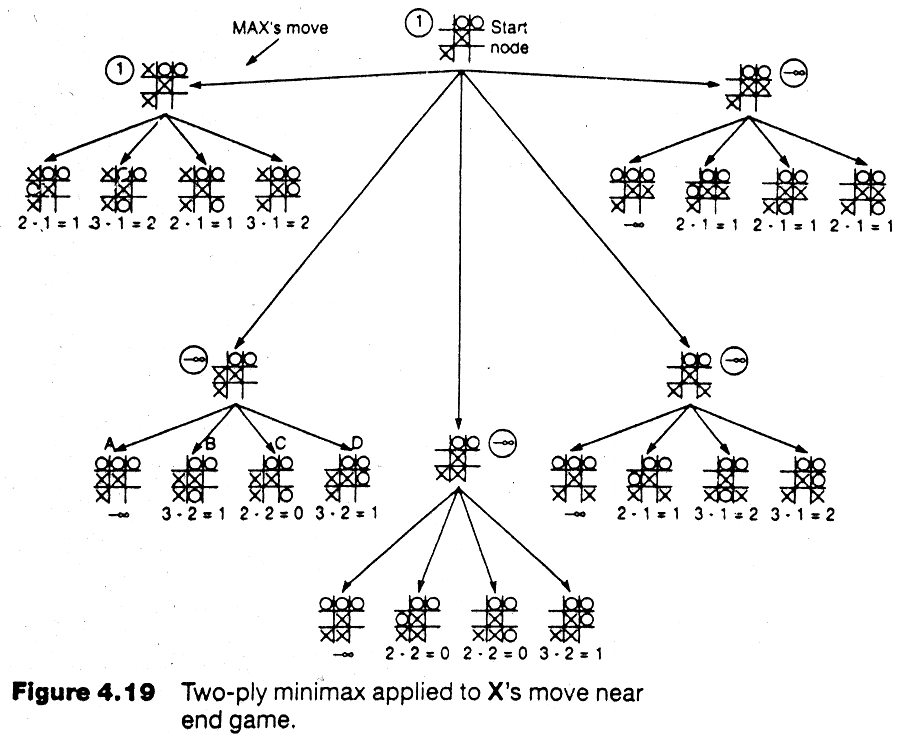 MAX's move
1
Start
node
1
-∞
2 - 1 = 1 3 - 1 = 2 2 - 1 = 1 3 - 1 = 2
-∞ 2 - 1 = 1 2 - 1 = 1 2 - 1 = 1
-∞
-∞
A B C D
-∞
-∞ 3 - 2 = 1 2 - 2 = 0 3 - 2 = 1
-∞ 2 - 1 = 1 3 - 1 = 2 3 - 1 = 2
-∞ 2 - 2 = 0 2 - 2 = 0 3 - 2 = 1
Figure 4.19 Two-ply minimax applied to X's move near
end game.